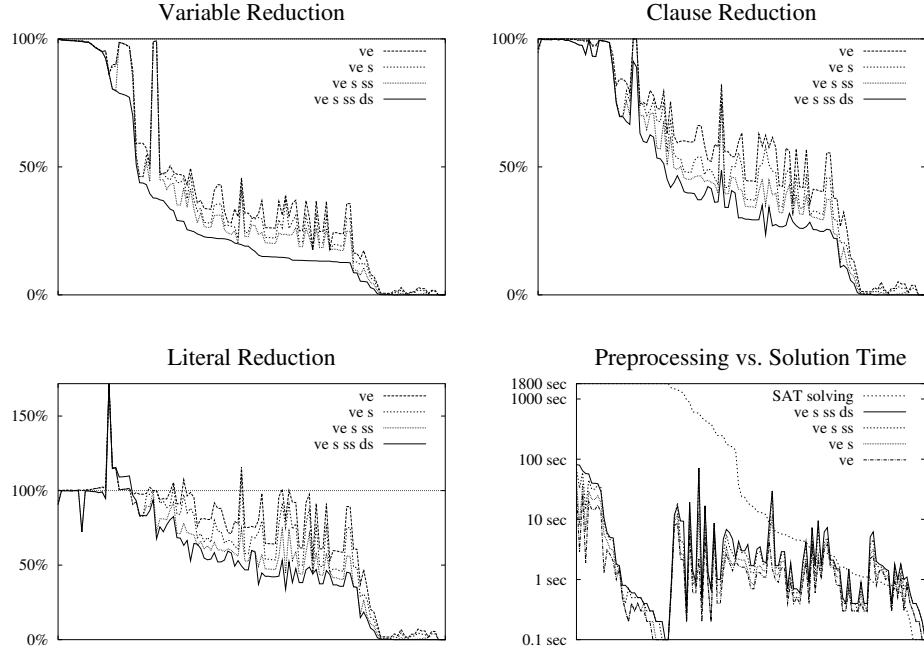 Variable Reduction
100%
50%
0%
ve
ve s
ve s ss
ve s ss ds
Clause Reduction
100%
50%
0%
ve
ve s
ve s ss
ve s ss ds
Literal Reduction
150%
100%
50%
0%
ve
ve s
ve s ss
ve s ss ds
Preprocessing vs. Solution Time
1800 sec
1000 sec
100 sec
10 sec
1 sec
0.1 sec
SAT solving
ve s ss ds
ve s ss
ve s
ve